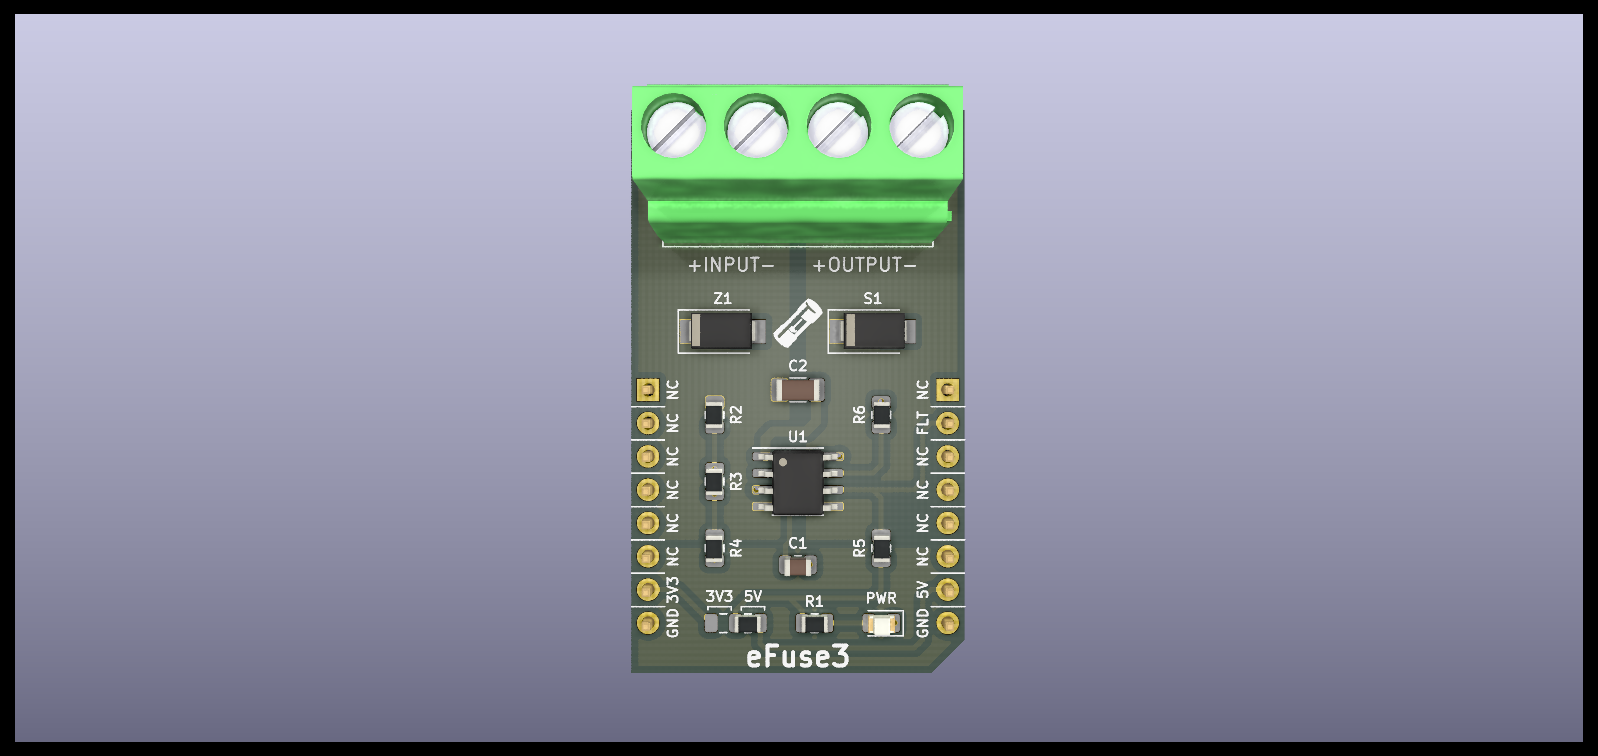 +INPUT- +OUTPUT-
Z1 S1
C2
NC NC
R2 R6
NC FLT
U1
NC NC
R3
NC NC
NC NC
C1
R4 R5
NC NC
3V3 5V
3V3 5V R1 PWR
GND GND
eFuse3